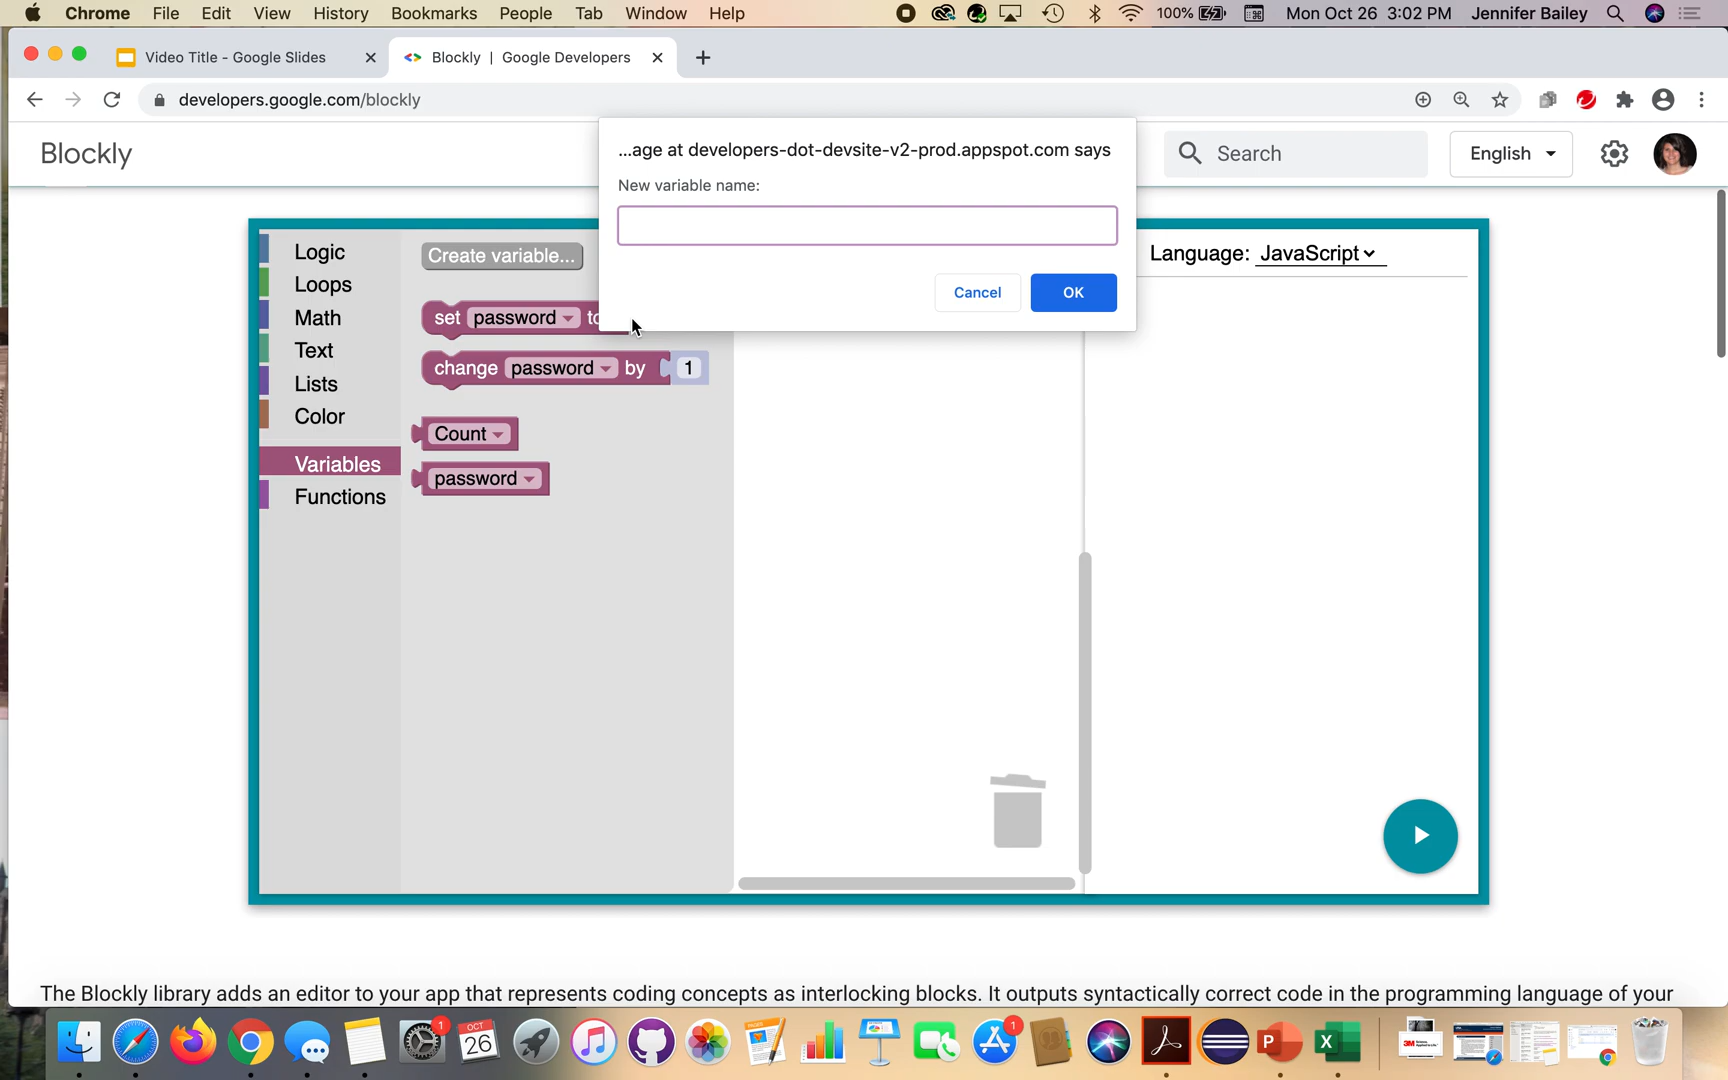 Chrome File Edit View History Bookmarks People Tab Window Help 100% Mon Oct 26 3:02 PM Jennifer Bailey
Video Title - Google Slides Blockly | Google Developers
developers.google.com/blockly
Blockly
Search
English
...age at developers-dot-devsite-v2-prod.appspot.com says
New variable name:
Cancel OK
Logic
Loops
Math
Text
Lists
Color
Variables
Functions
Create variable...
set password to
change password by 1
Count
password
Language: JavaScript
The Blockly library adds an editor to your app that represents coding concepts as interlocking blocks. It outputs syntactically correct code in the programming language of your
1
OCT
26
1
P
X
3M